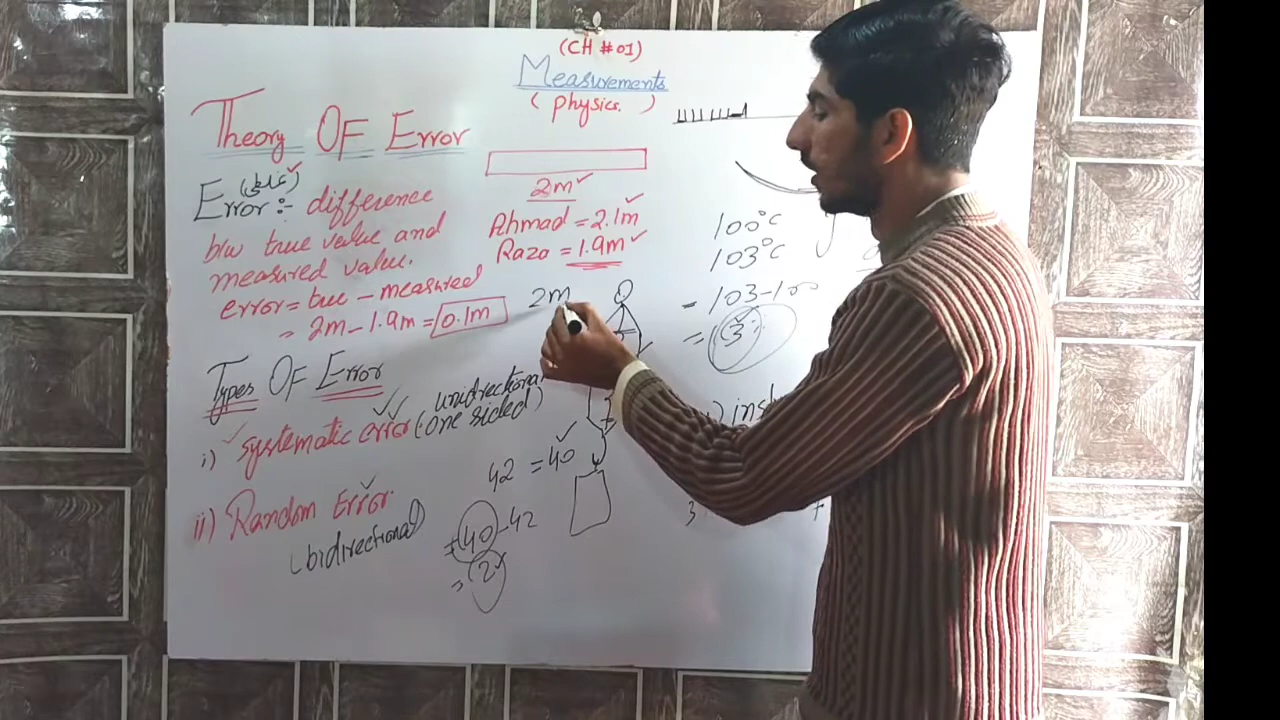 (CH # 01)
Measurements
(physics.)
Theory OF Error
Error (غلطی) :- difference
b/w true value and
measured value.
error = true - measured
= 2m - 1.9m = 0.1m
2m
Ahmad = 2.1m
Raza = 1.9m
2m
100°C
103°C
= 103-100
= 3
Types OF Error
i) systematic error (one sided)
unidirectional
ii) Random Error
bidirectional
42 = 40
= 40 - 42
= 2